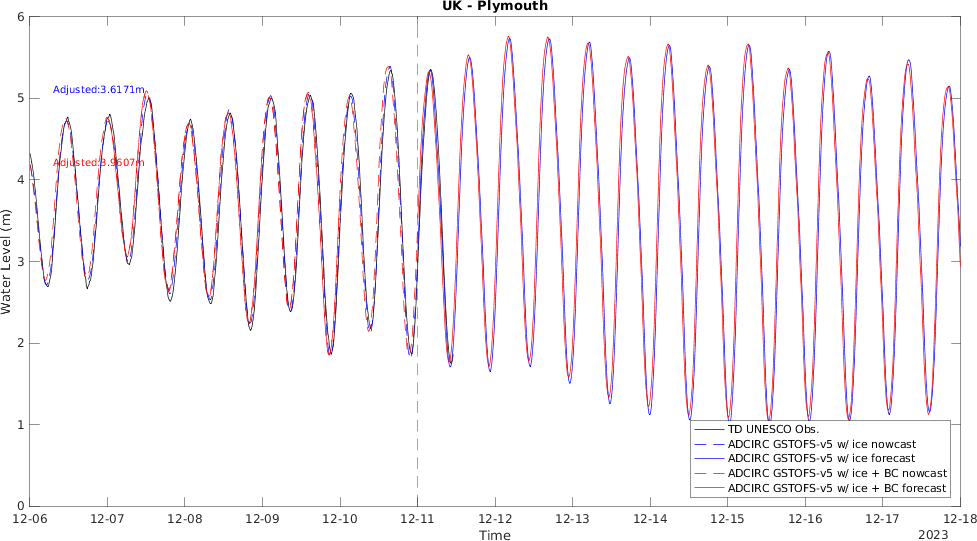 UK - Plymouth
6
5
4
3
2
1
0
Water Level (m)
Adjusted:3.6171m
Adjusted:3.9607m
TD UNESCO Obs.
ADCIRC GSTOFS-v5 w/ ice nowcast
ADCIRC GSTOFS-v5 w/ ice forecast
ADCIRC GSTOFS-v5 w/ ice + BC nowcast
ADCIRC GSTOFS-v5 w/ ice + BC forecast
12-06 12-07 12-08 12-09 12-10 12-11 12-12 12-13 12-14 12-15 12-16 12-17 12-18
Time
2023